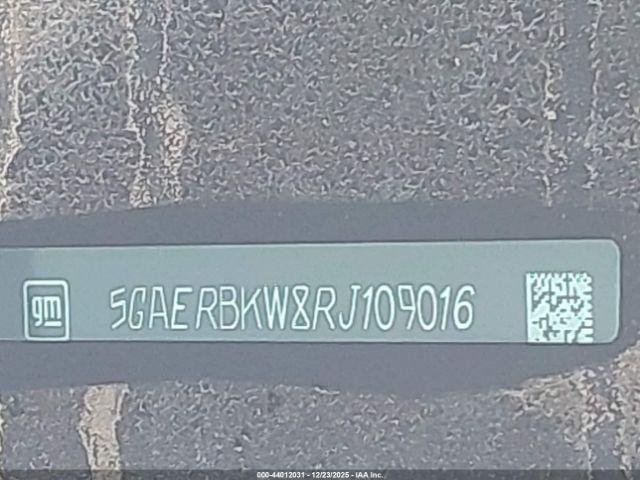 gm 5GAERBKW8RJ109016
000-44012031 - 12/23/2025 - IAA Inc.